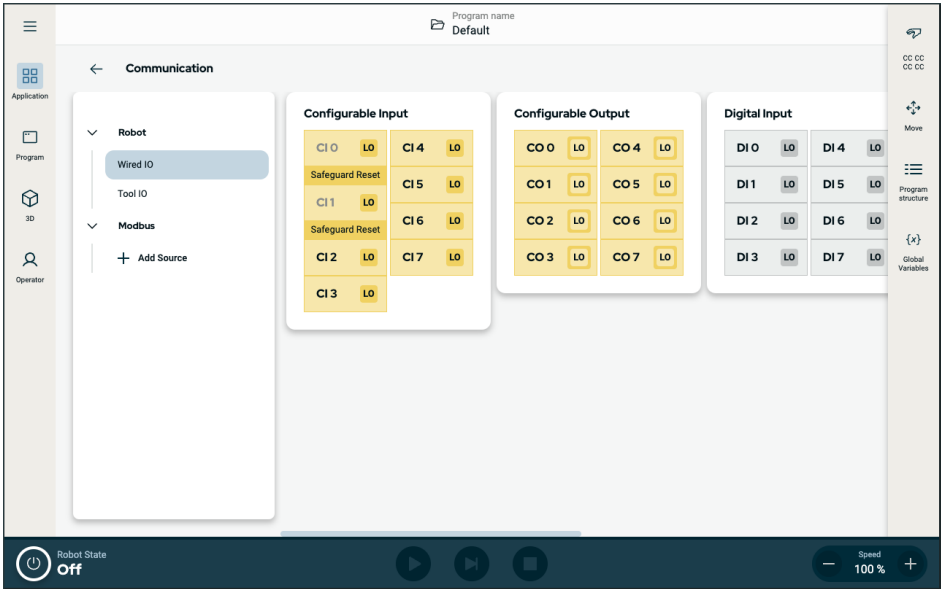 Program name
Default
Application
Program
3D
Operator
Communication
Robot
Wired IO
Tool IO
Modbus
Add Source
Configurable Input
CI 0 LO
Safeguard Reset
CI 1 LO
Safeguard Reset
CI 2 LO
CI 3 LO
CI 4 LO
CI 5 LO
CI 6 LO
CI 7 LO
Configurable Output
CO 0 LO
CO 1 LO
CO 2 LO
CO 3 LO
CO 4 LO
CO 5 LO
CO 6 LO
CO 7 LO
Digital Input
DI 0 LO
DI 1 LO
DI 2 LO
DI 3 LO
DI 4 LO
DI 5 LO
DI 6 LO
DI 7 LO
CC CC
CC CC
Move
Program
structure
{x}
Global
Variables
Robot State
Off
Speed
100 %